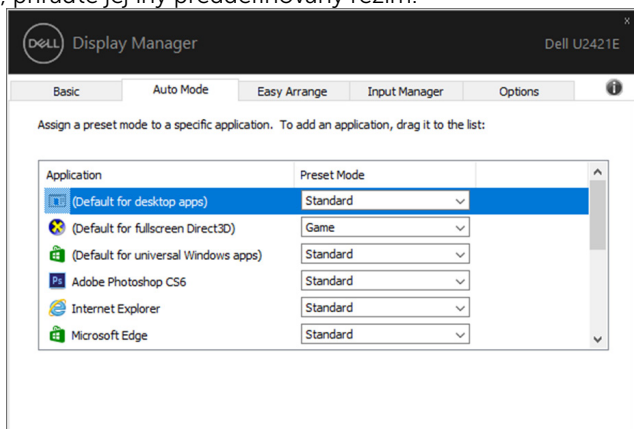 , priraďte jej iný preddefinovaný režim.
DELL Display Manager
Dell U2421E
x
Basic Auto Mode Easy Arrange Input Manager Options
Assign a preset mode to a specific application. To add an application, drag it to the list:
Application Preset Mode
(Default for desktop apps) Standard
(Default for fullscreen Direct3D) Game
(Default for universal Windows apps) Standard
Ps Adobe Photoshop CS6 Standard
Internet Explorer Standard
Microsoft Edge Standard